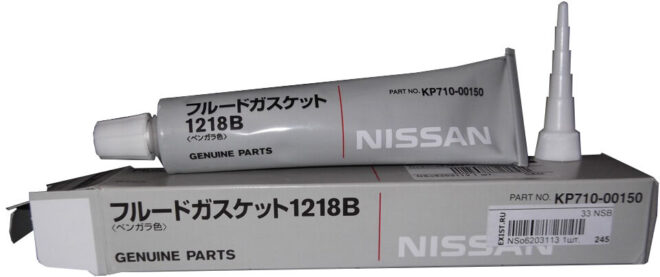 フルードガスケット
1218B
〈ベンガラ色〉
GENUINE PARTS
PART NO. KP710-00150
NISSAN
フルードガスケット1218B
〈ベンガラ色〉
GENUINE PARTS
PART NO. KP710-00150
NISSAN
EXIST.RU
33 NSB
NSo6203113 1шт.
245